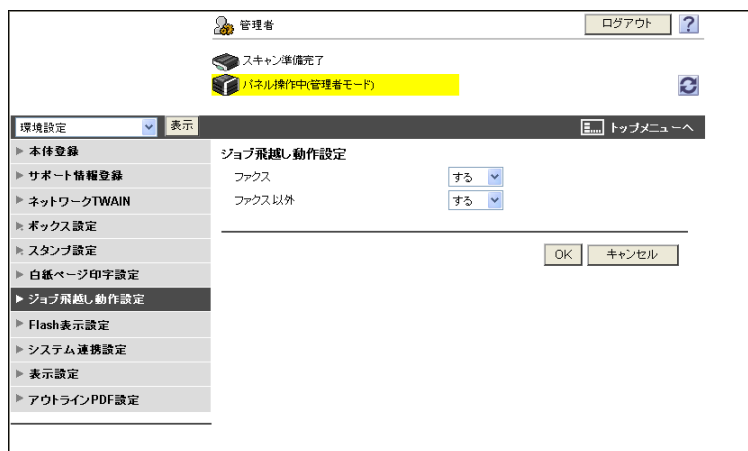 管理者
ログアウト
?
スキャン準備完了
パネル操作中(管理者モード)
環境設定
表示
トップメニューへ
本体登録
サポート情報登録
ネットワークTWAIN
ボックス設定
スタンプ設定
白紙ページ印字設定
ジョブ飛越し動作設定
Flash表示設定
システム連携設定
表示設定
アウトラインPDF設定
ジョブ飛越し動作設定
ファクス
する
ファクス以外
する
OK
キャンセル